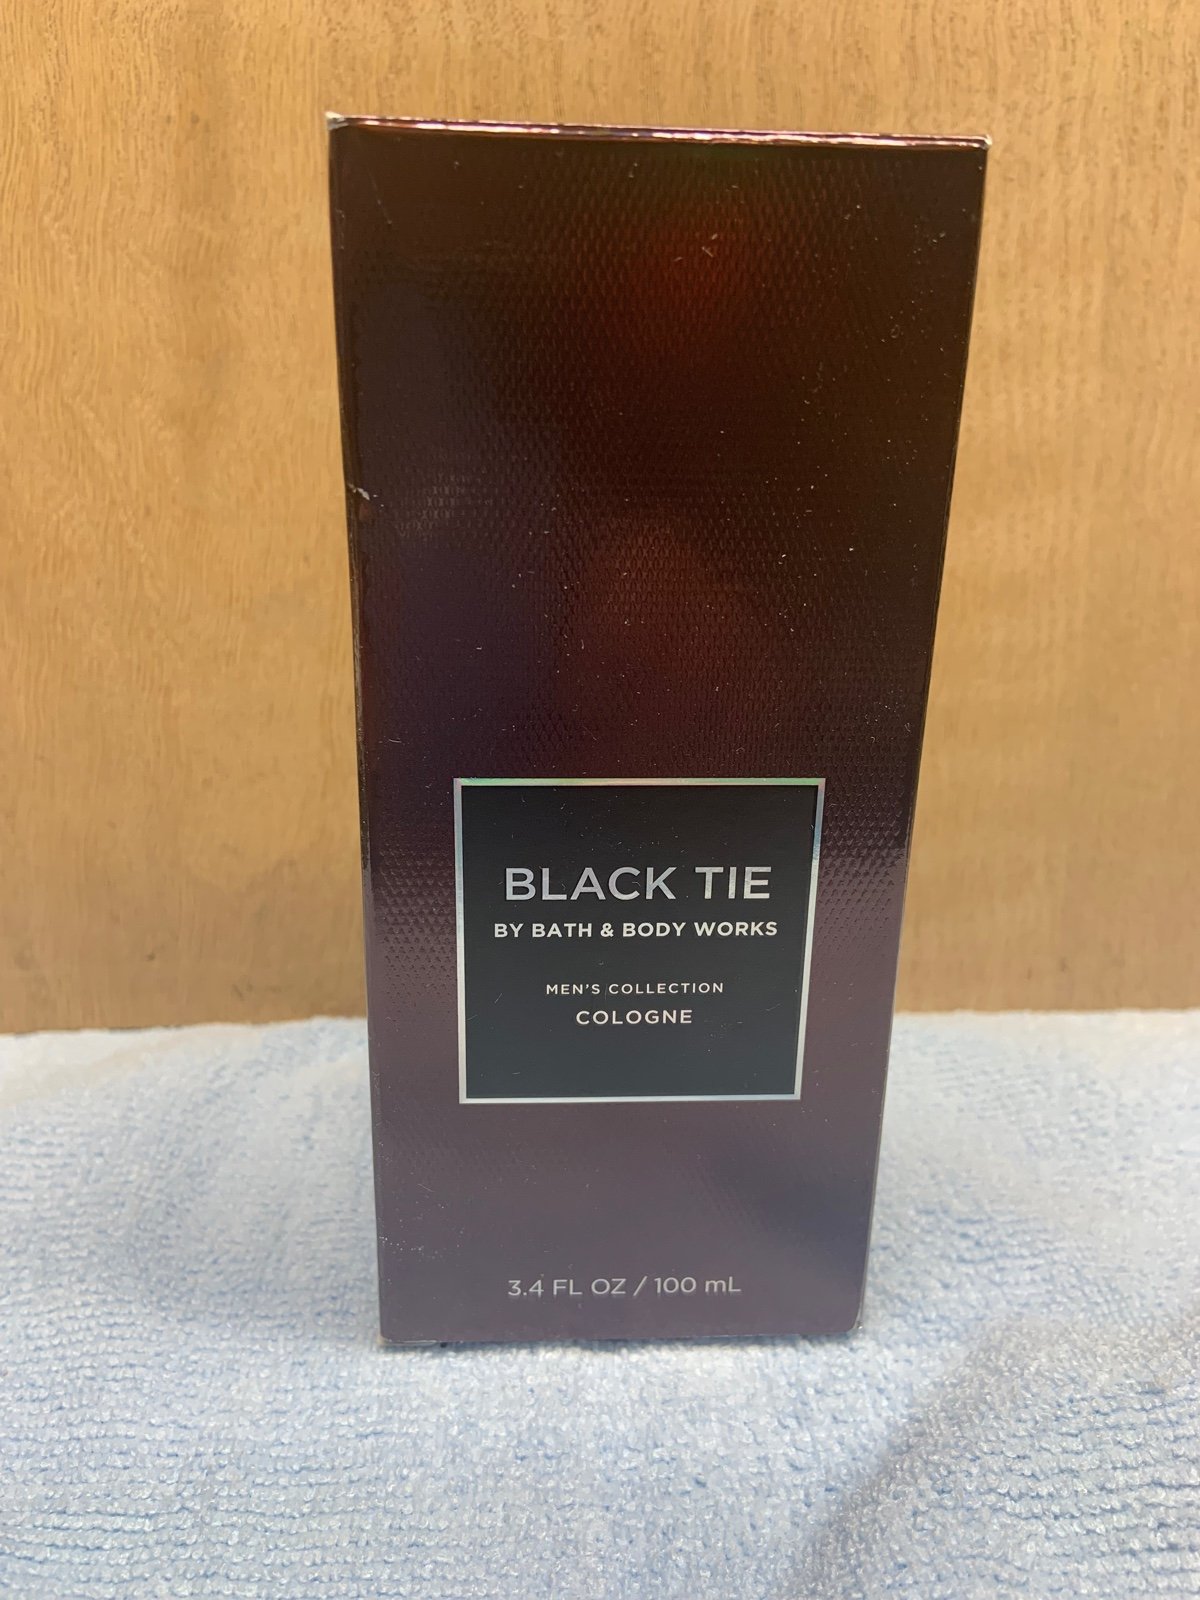 BLACK TIE
BY BATH & BODY WORKS
MEN'S COLLECTION
COLOGNE
3.4 FL OZ / 100 mL